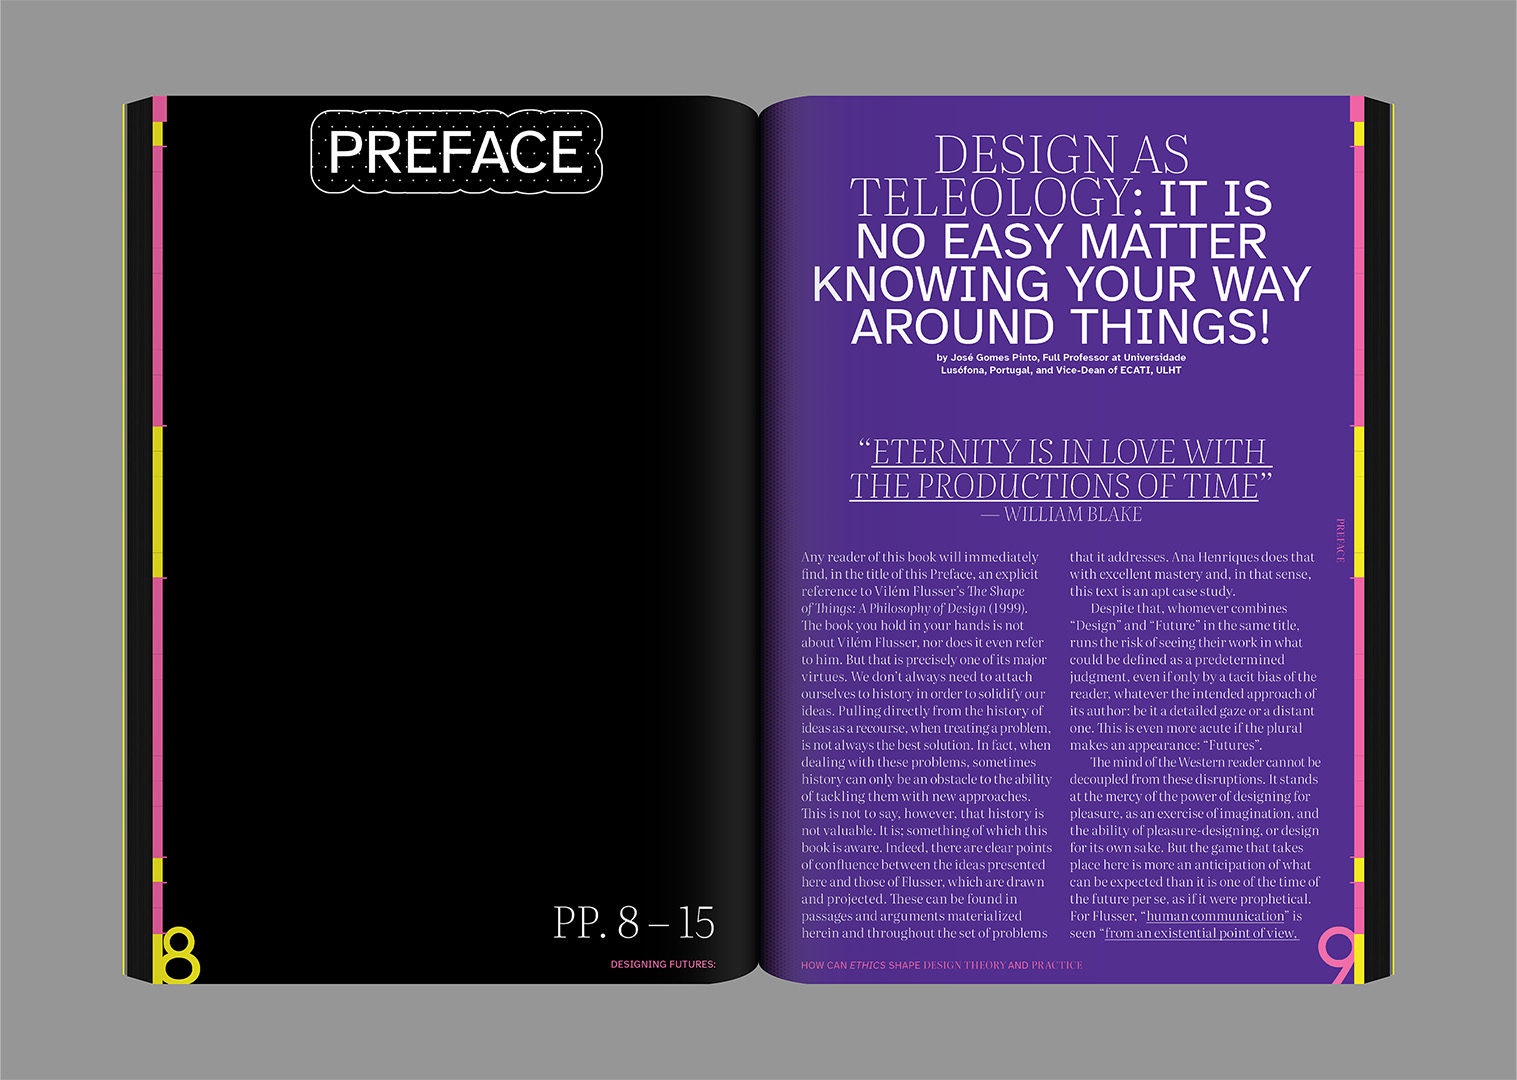 PREFACE
PP. 8 – 15
DESIGNING FUTURES:
8
DESIGN AS
TELEOLOGY: IT IS
NO EASY MATTER
KNOWING YOUR WAY
AROUND THINGS!
by José Gomes Pinto, Full Professor at Universidade
Lusófona, Portugal, and Vice-Dean of ECATI, ULHT
“ETERNITY IS IN LOVE WITH
THE PRODUCTIONS OF TIME”
— WILLIAM BLAKE
Any reader of this book will immediately
find, in the title of this Preface, an explicit
reference to Vilém Flusser’s The Shape
of Things: A Philosophy of Design (1999).
The book you hold in your hands is not
about Vilém Flusser, nor does it even refer
to him. But that is precisely one of its major
virtues. We don’t always need to attach
ourselves to history in order to solidify our
ideas. Pulling directly from the history of
ideas as a recourse, when treating a problem,
is not always the best solution. In fact, when
dealing with these problems, sometimes
history can only be an obstacle to the ability
of tackling them with new approaches.
This is not to say, however, that history is
not valuable. It is; something of which this
book is aware. Indeed, there are clear points
of confluence between the ideas presented
here and those of Flusser, which are drawn
and projected. These can be found in
passages and arguments materialized
herein and throughout the set of problems
that it addresses. Ana Henriques does that
with excellent mastery and, in that sense,
this text is an apt case study.
Despite that, whomever combines
“Design” and “Future” in the same title,
runs the risk of seeing their work in what
could be defined as a predetermined
judgment, even if only by a tacit bias of the
reader, whatever the intended approach of
its author: be it a detailed gaze or a distant
one. This is even more acute if the plural
makes an appearance: “Futures”.
The mind of the Western reader cannot be
decoupled from these disruptions. It stands
at the mercy of the power of designing for
pleasure, as an exercise of imagination, and
the ability of pleasure-designing, or design
for its own sake. But the game that takes
place here is more an anticipation of what
can be expected than it is one of the time of
the future per se, as if it were prophetical.
For Flusser, “human communication” is
seen “from an existential point of view,
PREFACE
HOW CAN ETHICS SHAPE DESIGN THEORY AND PRACTICE
9